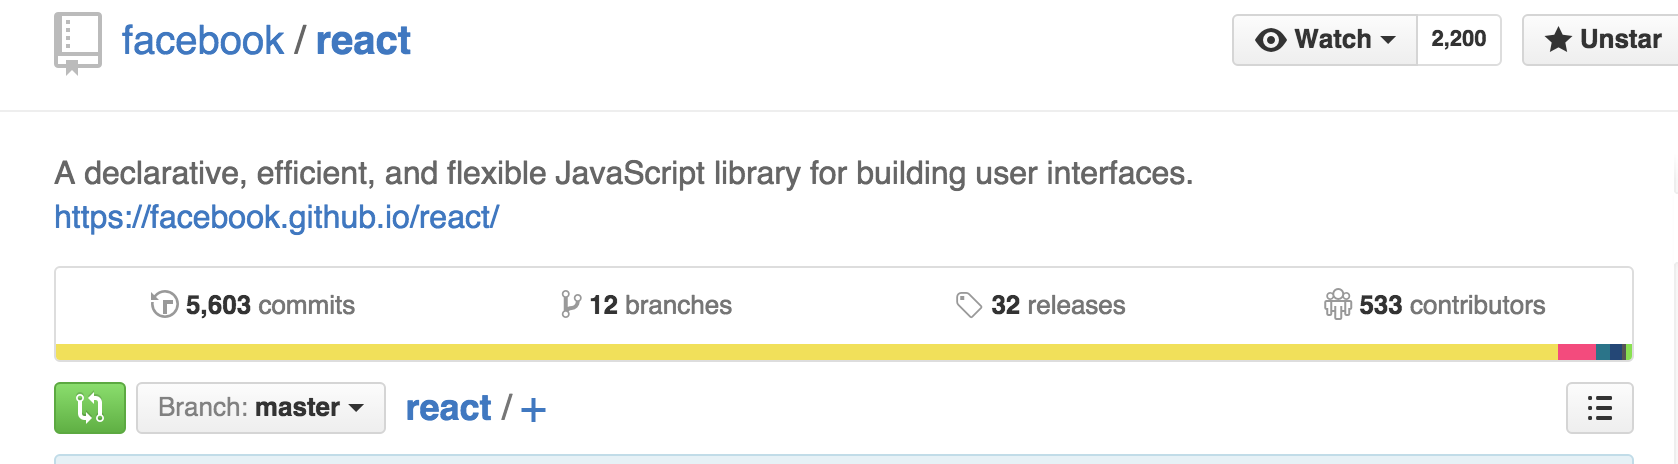 facebook / react
Watch 2,200 Unstar
A declarative, efficient, and flexible JavaScript library for building user interfaces.
https://facebook.github.io/react/
5,603 commits 12 branches 32 releases 533 contributors
Branch: master react / +